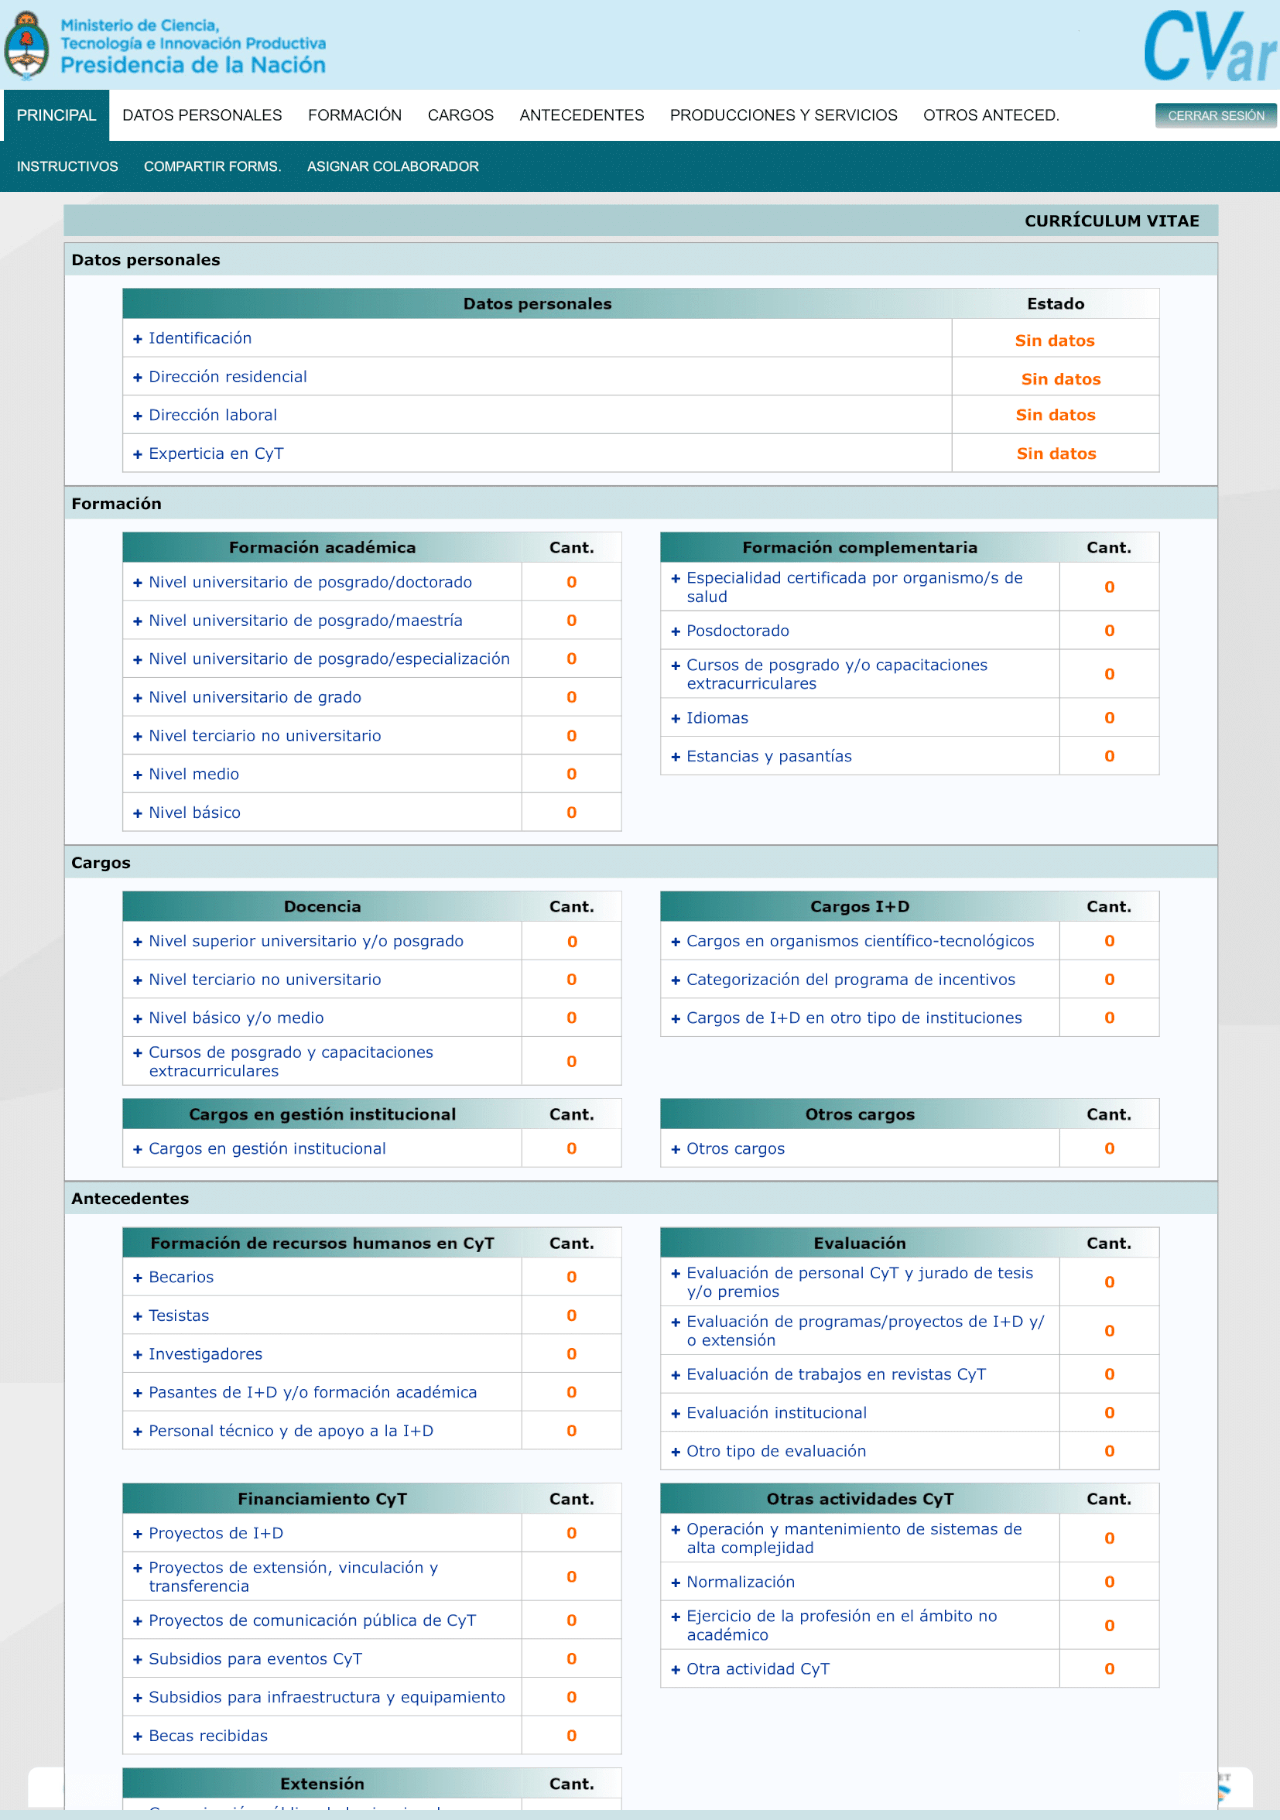 Ministerio de Ciencia,
Tecnología e Innovación Productiva
Presidencia de la Nación
CVar
PRINCIPAL DATOS PERSONALES FORMACIÓN CARGOS ANTECEDENTES PRODUCCIONES Y SERVICIOS OTROS ANTECED. CERRAR SESIÓN
INSTRUCTIVOS COMPARTIR FORMS. ASIGNAR COLABORADOR
CURRÍCULUM VITAE
Datos personales
Datos personales Estado
+ Identificación Sin datos
+ Dirección residencial Sin datos
+ Dirección laboral Sin datos
+ Experticia en CyT Sin datos
Formación
Formación académica Cant.
+ Nivel universitario de posgrado/doctorado 0
+ Nivel universitario de posgrado/maestría 0
+ Nivel universitario de posgrado/especialización 0
+ Nivel universitario de grado 0
+ Nivel terciario no universitario 0
+ Nivel medio 0
+ Nivel básico 0
Formación complementaria Cant.
+ Especialidad certificada por organismo/s de
salud 0
+ Posdoctorado 0
+ Cursos de posgrado y/o capacitaciones
extracurriculares 0
+ Idiomas 0
+ Estancias y pasantías 0
Cargos
Docencia Cant.
+ Nivel superior universitario y/o posgrado 0
+ Nivel terciario no universitario 0
+ Nivel básico y/o medio 0
+ Cursos de posgrado y capacitaciones
extracurriculares 0
Cargos I+D Cant.
+ Cargos en organismos científico-tecnológicos 0
+ Categorización del programa de incentivos 0
+ Cargos de I+D en otro tipo de instituciones 0
Cargos en gestión institucional Cant.
+ Cargos en gestión institucional 0
Otros cargos Cant.
+ Otros cargos 0
Antecedentes
Formación de recursos humanos en CyT Cant.
+ Becarios 0
+ Tesistas 0
+ Investigadores 0
+ Pasantes de I+D y/o formación académica 0
+ Personal técnico y de apoyo a la I+D 0
Evaluación Cant.
+ Evaluación de personal CyT y jurado de tesis
y/o premios 0
+ Evaluación de programas/proyectos de I+D y/
o extensión 0
+ Evaluación de trabajos en revistas CyT 0
+ Evaluación institucional 0
+ Otro tipo de evaluación 0
Financiamiento CyT Cant.
+ Proyectos de I+D 0
+ Proyectos de extensión, vinculación y
transferencia 0
+ Proyectos de comunicación pública de CyT 0
+ Subsidios para eventos CyT 0
+ Subsidios para infraestructura y equipamiento 0
+ Becas recibidas 0
Otras actividades CyT Cant.
+ Operación y mantenimiento de sistemas de
alta complejidad 0
+ Normalización 0
+ Ejercicio de la profesión en el ámbito no
académico 0
+ Otra actividad CyT 0
Extensión Cant.